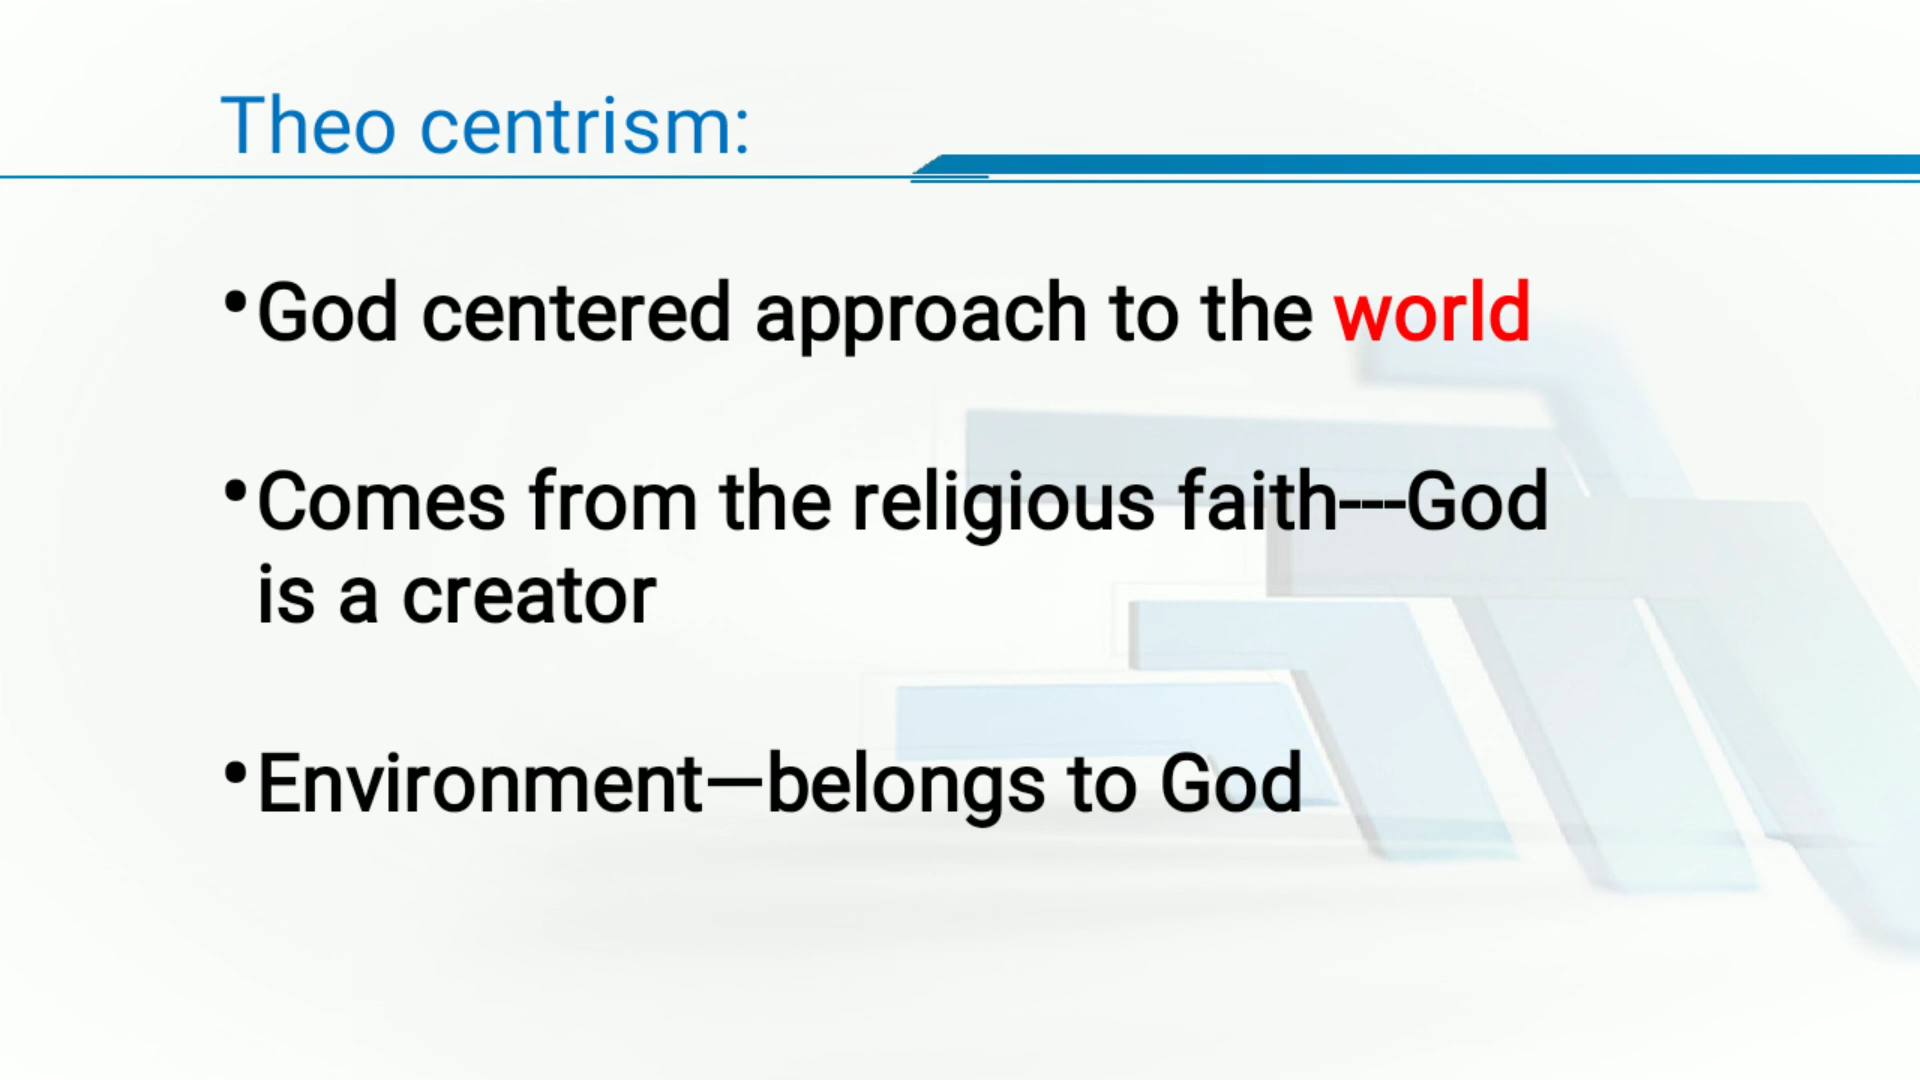 Theo centrism:
•God centered approach to the world
•Comes from the religious faith---God
is a creator
•Environment—belongs to God